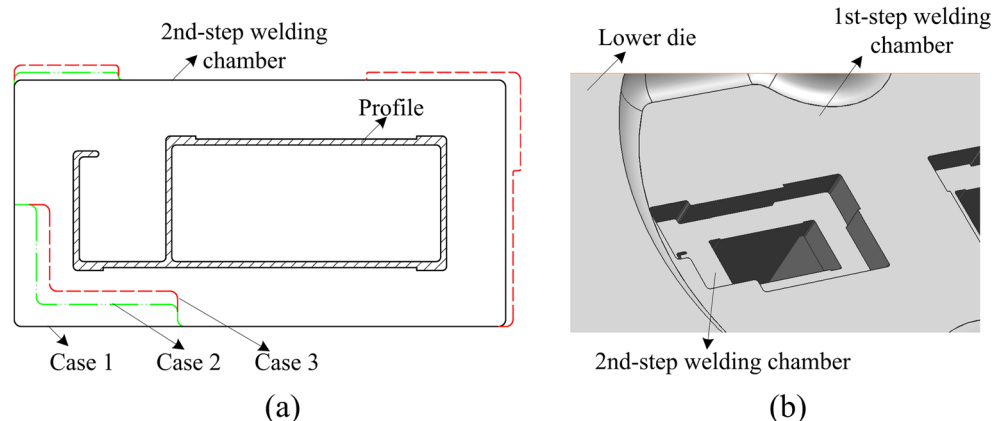 2nd-step welding
chamber
Profile
Case 1
Case 2
Case 3
(a)
Lower die
1st-step welding
chamber
2nd-step welding chamber
(b)